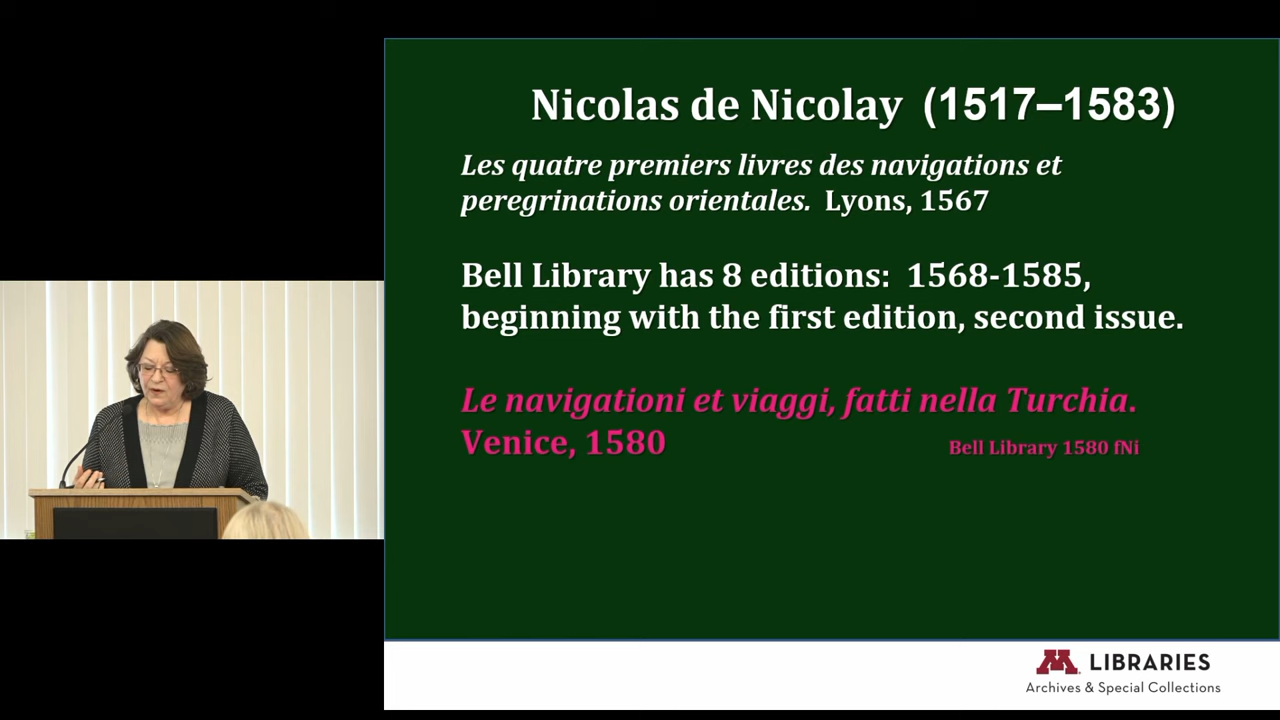 Nicolas de Nicolay (1517–1583)
Les quatre premiers livres des navigations et
peregrinations orientales. Lyons, 1567
Bell Library has 8 editions: 1568-1585,
beginning with the first edition, second issue.
Le navigationi et viaggi, fatti nella Turchia.
Venice, 1580 Bell Library 1580 fNi
M LIBRARIES
Archives & Special Collections